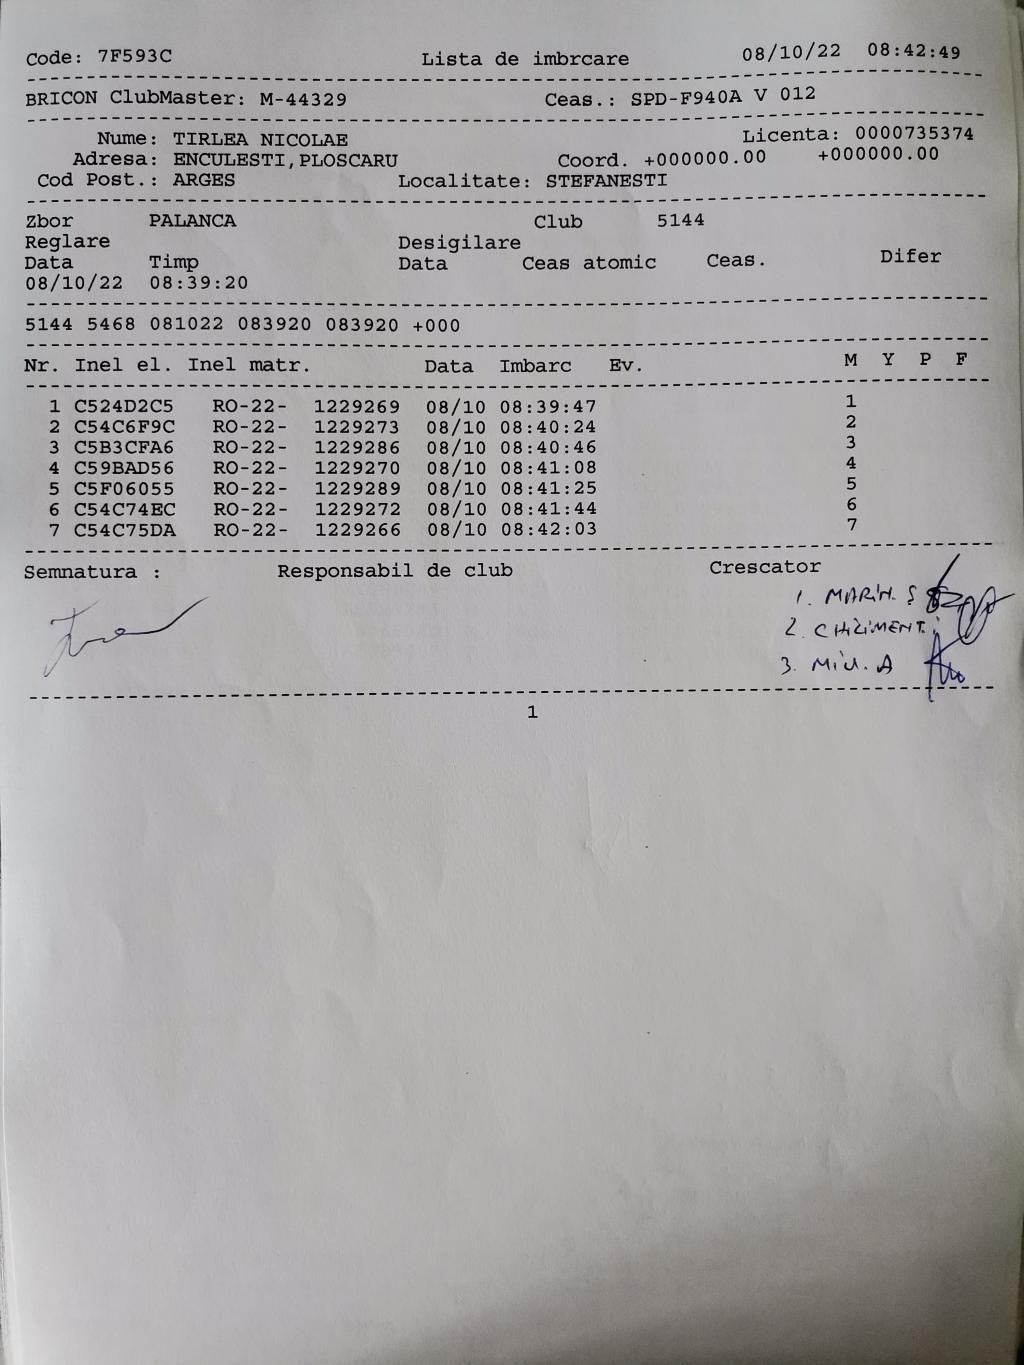 Code: 7F593C Lista de imbrcare 08/10/22 08:42:49
BRICON ClubMaster: M-44329 Ceas.: SPD-F940A V 012
Nume: TIRLEA NICOLAE Licenta: 0000735374
Adresa: ENCULESTI,PLOSCARU Coord. +000000.00 +000000.00
Cod Post.: ARGES Localitate: STEFANESTI
Zbor PALANCA Club 5144
Reglare Desigilare
Data Timp Data Ceas atomic Ceas. Difer
08/10/22 08:39:20
5144 5468 081022 083920 083920 +000
Nr. Inel el. Inel matr. Data Imbarc Ev. M Y P F
1 C524D2C5 RO-22- 1229269 08/10 08:39:47 1
2 C54C6F9C RO-22- 1229273 08/10 08:40:24 2
3 C5B3CFA6 RO-22- 1229286 08/10 08:40:46 3
4 C59BAD56 RO-22- 1229270 08/10 08:41:08 4
5 C5F06055 RO-22- 1229289 08/10 08:41:25 5
6 C54C74EC RO-22- 1229272 08/10 08:41:44 6
7 C54C75DA RO-22- 1229266 08/10 08:42:03 7
Semnatura : Responsabil de club Crescator
1. MARIN. Ș
2. CHIZIMENT
3. MIU. A
1